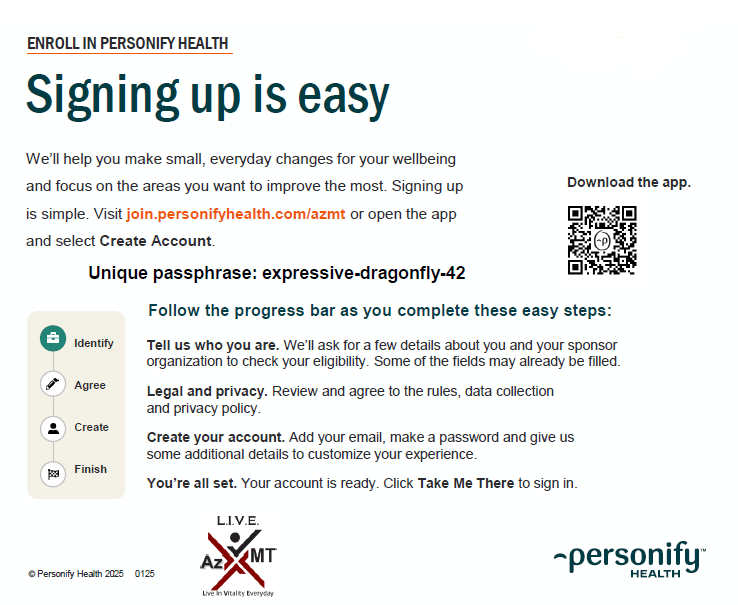 ENROLL IN PERSONIFY HEALTH
Signing up is easy
We’ll help you make small, everyday changes for your wellbeing
and focus on the areas you want to improve the most. Signing up
is simple. Visit join.personifyhealth.com/azmt or open the app
and select Create Account.
Download the app.
~p
Unique passphrase: expressive-dragonfly-42
Follow the progress bar as you complete these easy steps:
Identify
Agree
Create
Finish
Tell us who you are. We’ll ask for a few details about you and your sponsor
organization to check your eligibility. Some of the fields may already be filled.
Legal and privacy. Review and agree to the rules, data collection
and privacy policy.
Create your account. Add your email, make a password and give us
some additional details to customize your experience.
You’re all set. Your account is ready. Click Take Me There to sign in.
L.I.V.E.
AZ MT
Live In Vitality Everyday
© Personify Health 2025 0125
~personify™
HEALTH